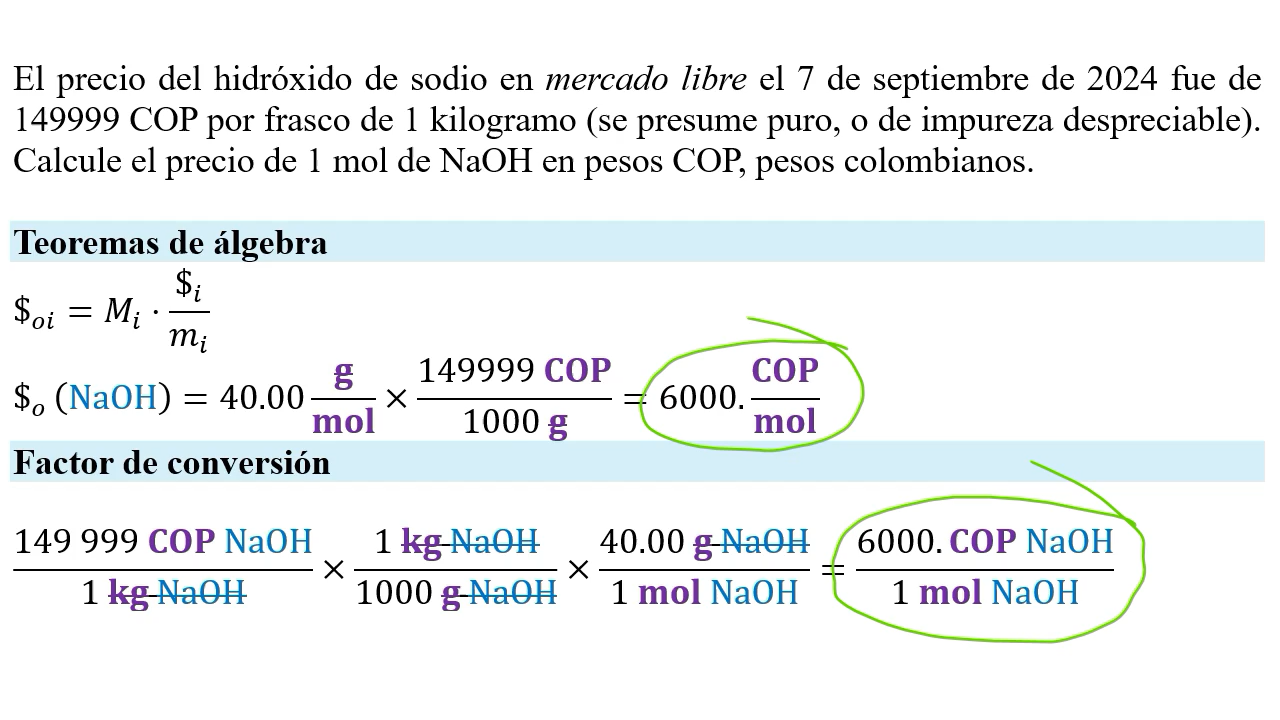 El precio del hidróxido de sodio en mercado libre el 7 de septiembre de 2024 fue de
149999 COP por frasco de 1 kilogramo (se presume puro, o de impureza despreciable).
Calcule el precio de 1 mol de NaOH en pesos COP, pesos colombianos.
Teoremas de álgebra
$oi = Mi · $i / mi
$o (NaOH) = 40.00 g / mol × 149999 COP / 1000 g = 6000. COP / mol
Factor de conversión
149 999 COP NaOH / 1 kg NaOH × 1 kg NaOH / 1000 g NaOH × 40.00 g NaOH / 1 mol NaOH = 6000. COP NaOH / 1 mol NaOH